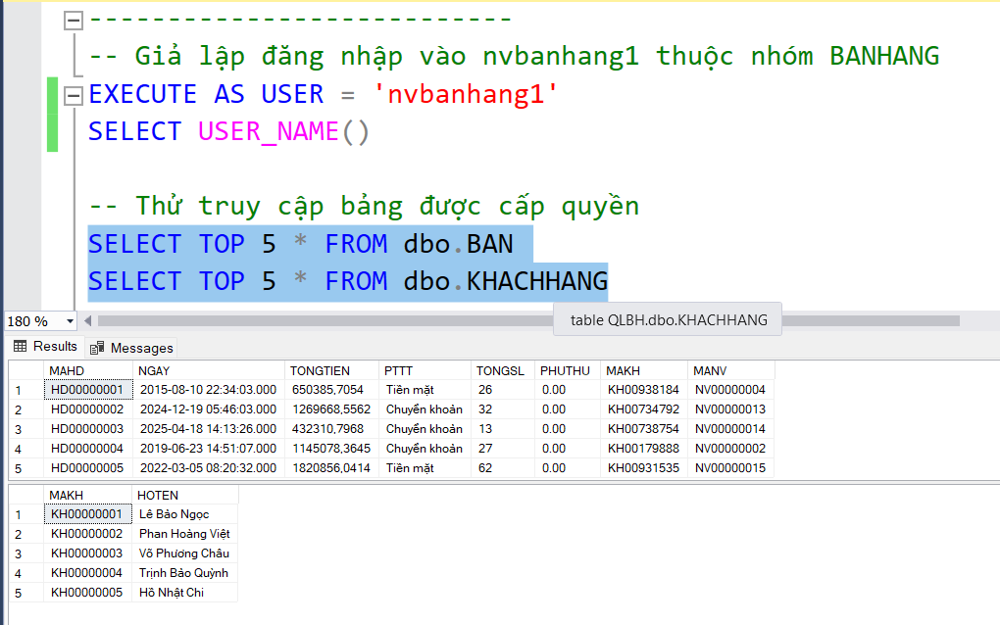 ----------------------------
-- Giả lập đăng nhập vào nvbanhang1 thuộc nhóm BANHANG
EXECUTE AS USER = 'nvbanhang1'
SELECT USER_NAME()
-- Thử truy cập bảng được cấp quyền
SELECT TOP 5 * FROM dbo.BAN
SELECT TOP 5 * FROM dbo.KHACHHANG
180 %
table QLBH.dbo.KHACHHANG
Results Messages
MAHD NGAY TONGTIEN PTTT TONGSL PHUTHU MAKH MANV
1 HD00000001 2015-08-10 22:34:03.000 650385,7054 Tiền mặt 26 0.00 KH00938184 NV00000004
2 HD00000002 2024-12-19 05:46:03.000 1269668,5562 Chuyển khoản 32 0.00 KH00734792 NV00000013
3 HD00000003 2025-04-18 14:13:26.000 432310,7968 Chuyển khoản 13 0.00 KH00738754 NV00000014
4 HD00000004 2019-06-23 14:51:07.000 1145078,3645 Chuyển khoản 27 0.00 KH00179888 NV00000002
5 HD00000005 2022-03-05 08:20:32.000 1820856,0414 Tiền mặt 62 0.00 KH00931535 NV00000015
MAKH HOTEN
1 KH00000001 Lê Bảo Ngọc
2 KH00000002 Phan Hoàng Việt
3 KH00000003 Võ Phương Châu
4 KH00000004 Trịnh Bảo Quỳnh
5 KH00000005 Hồ Nhật Chi